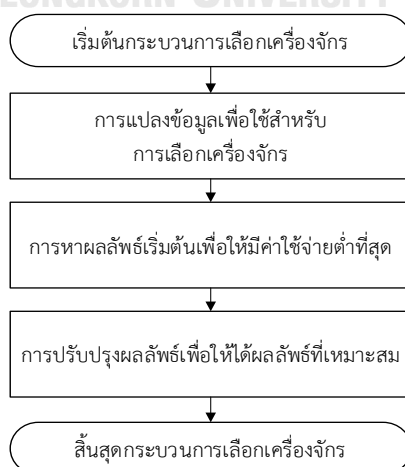 เริ่มต้นกระบวนการเลือกเครื่องจักร
การแปลงข้อมูลเพื่อใช้สำหรับ
การเลือกเครื่องจักร
การหาผลลัพธ์เริ่มต้นเพื่อให้มีค่าใช้จ่ายต่ำที่สุด
การปรับปรุงผลลัพธ์เพื่อให้ได้ผลลัพธ์ที่เหมาะสม
สิ้นสุดกระบวนการเลือกเครื่องจักร